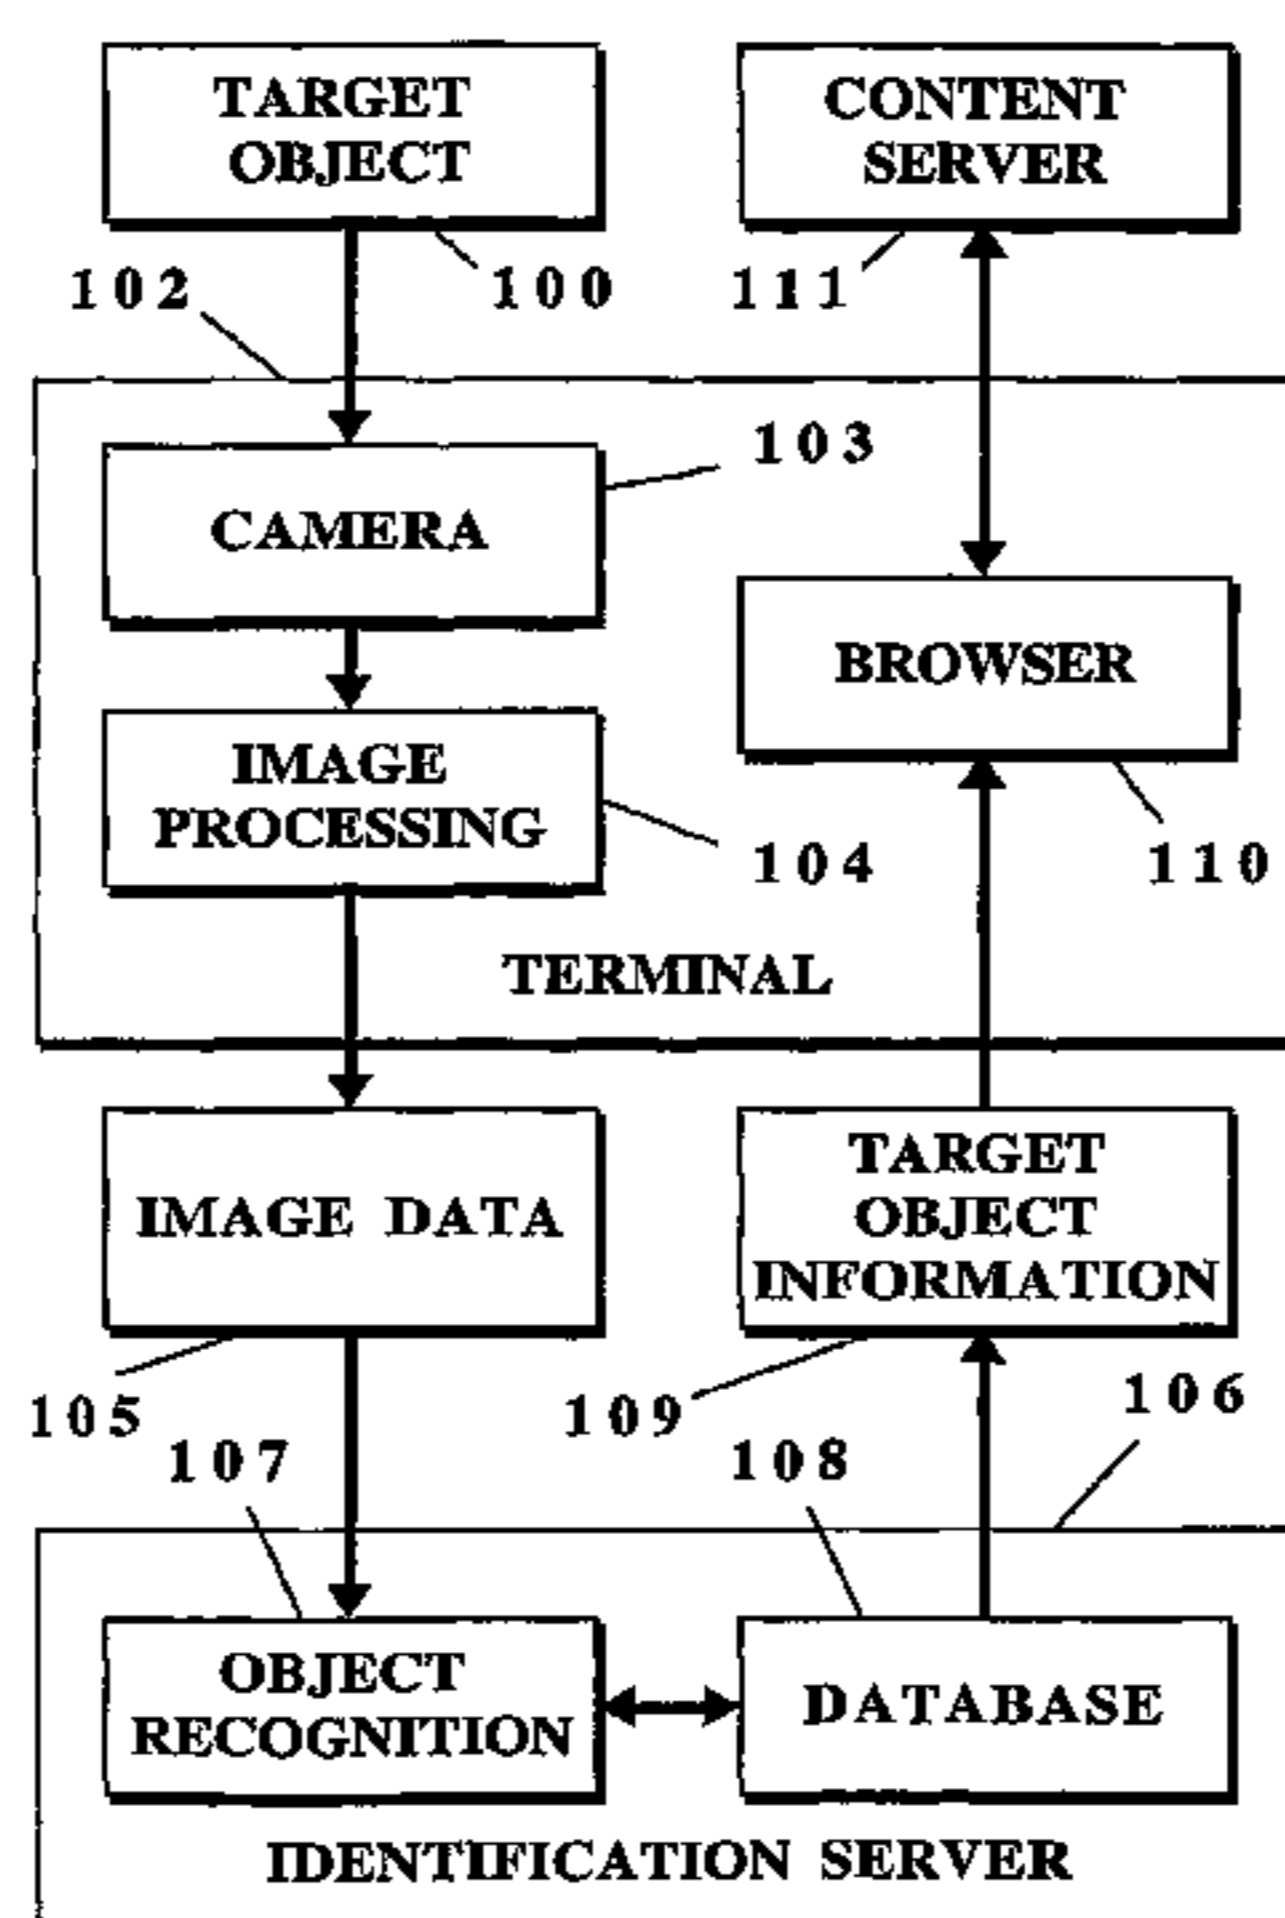 TARGET
OBJECT
CONTENT
SERVER
102
100
111
103
CAMERA
BROWSER
IMAGE
PROCESSING
104
110
TERMINAL
IMAGE DATA
TARGET
OBJECT
INFORMATION
105
109
106
107
108
OBJECT
RECOGNITION
DATABASE
IDENTIFICATION SERVER